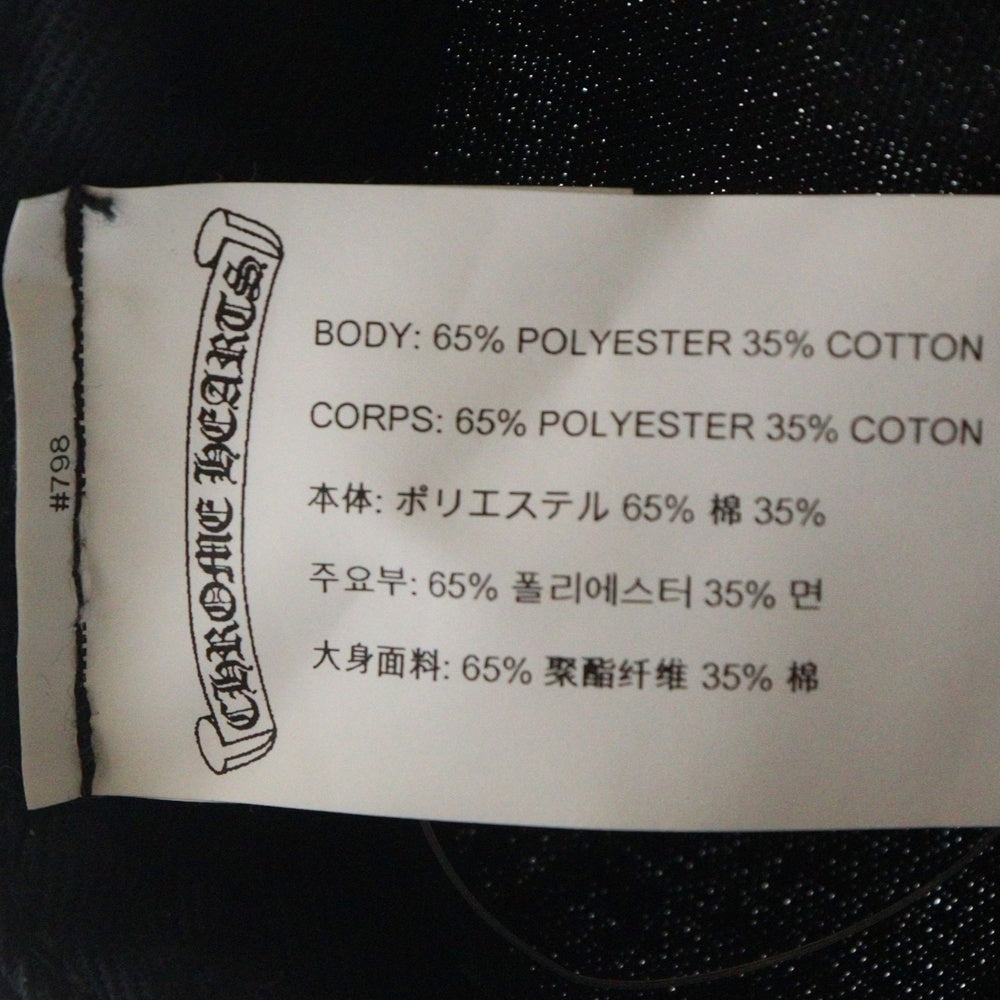 #798
CHROME HEARTS
BODY: 65% POLYESTER 35% COTTON
CORPS: 65% POLYESTER 35% COTON
本体: ポリエステル 65% 棉 35%
주요부: 65% 폴리에스터 35% 면
大身面料: 65% 聚酯纤维 35% 棉